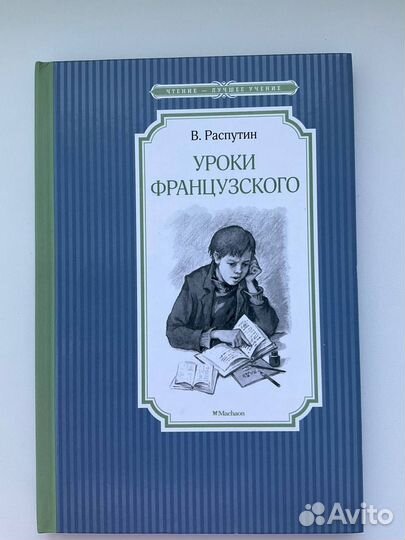 ЧТЕНИЕ – ЛУЧШЕЕ УЧЕНИЕ
В. Распутин
УРОКИ
ФРАНЦУЗСКОГО
Machaon
Avito